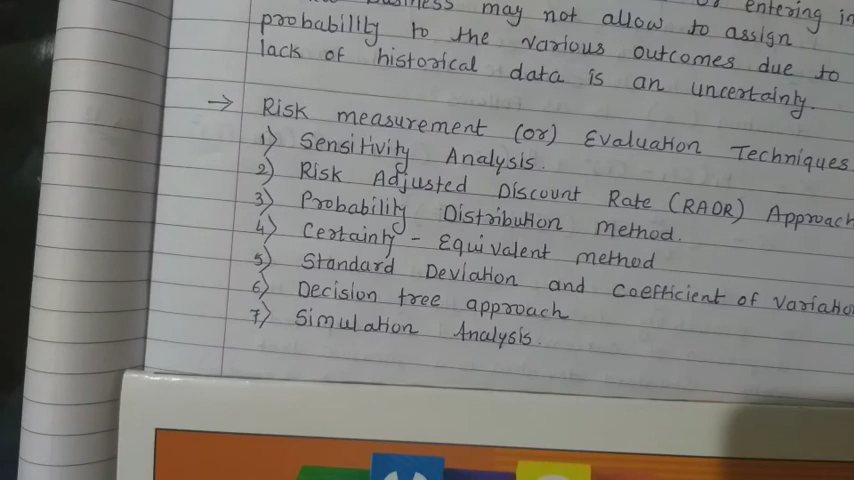 Business may not allow to assign
entering in
probability to the various outcomes due to
lack of historical data is an uncertainty.
→ Risk measurement (or) Evaluation Techniques
1) Sensitivity Analysis.
2) Risk Adjusted Discount Rate (RADR) Approach
3) Probability Distribution method.
4) Certainty - Equivalent method
5) Standard Deviation and coefficient of variation
6) Decision tree approach
7) Simulation Analysis.